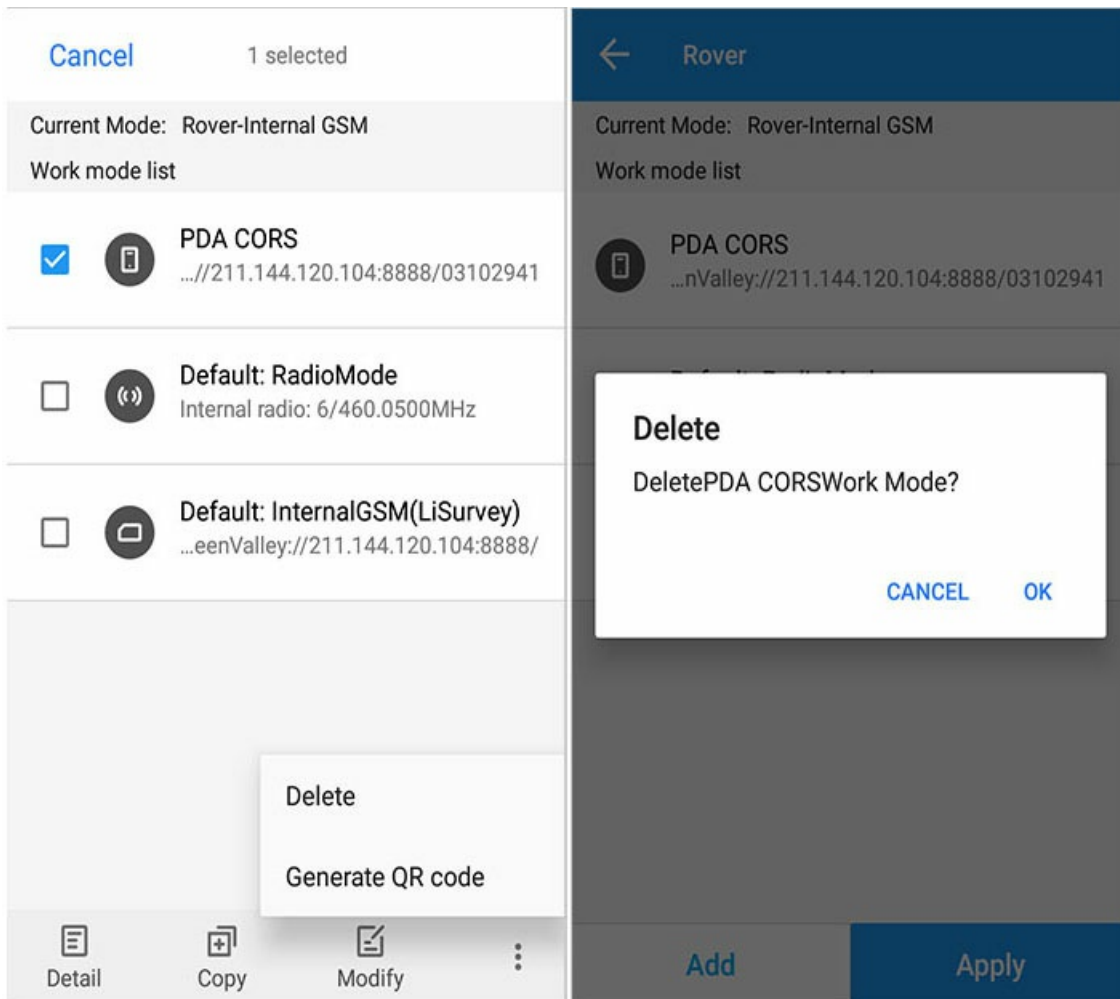 Cancel
1 selected
Current Mode: Rover-Internal GSM
Work mode list
PDA CORS
...//211.144.120.104:8888/03102941
Default: RadioMode
Internal radio: 6/460.0500MHz
Default: InternalGSM(LiSurvey)
...eenValley://211.144.120.104:8888/
Delete
Generate QR code
Detail
Copy
Modify
Rover
Current Mode: Rover-Internal GSM
Work mode list
PDA CORS
...nValley://211.144.120.104:8888/03102941
Delete
DeletePDA CORSWork Mode?
CANCEL
OK
Add
Apply